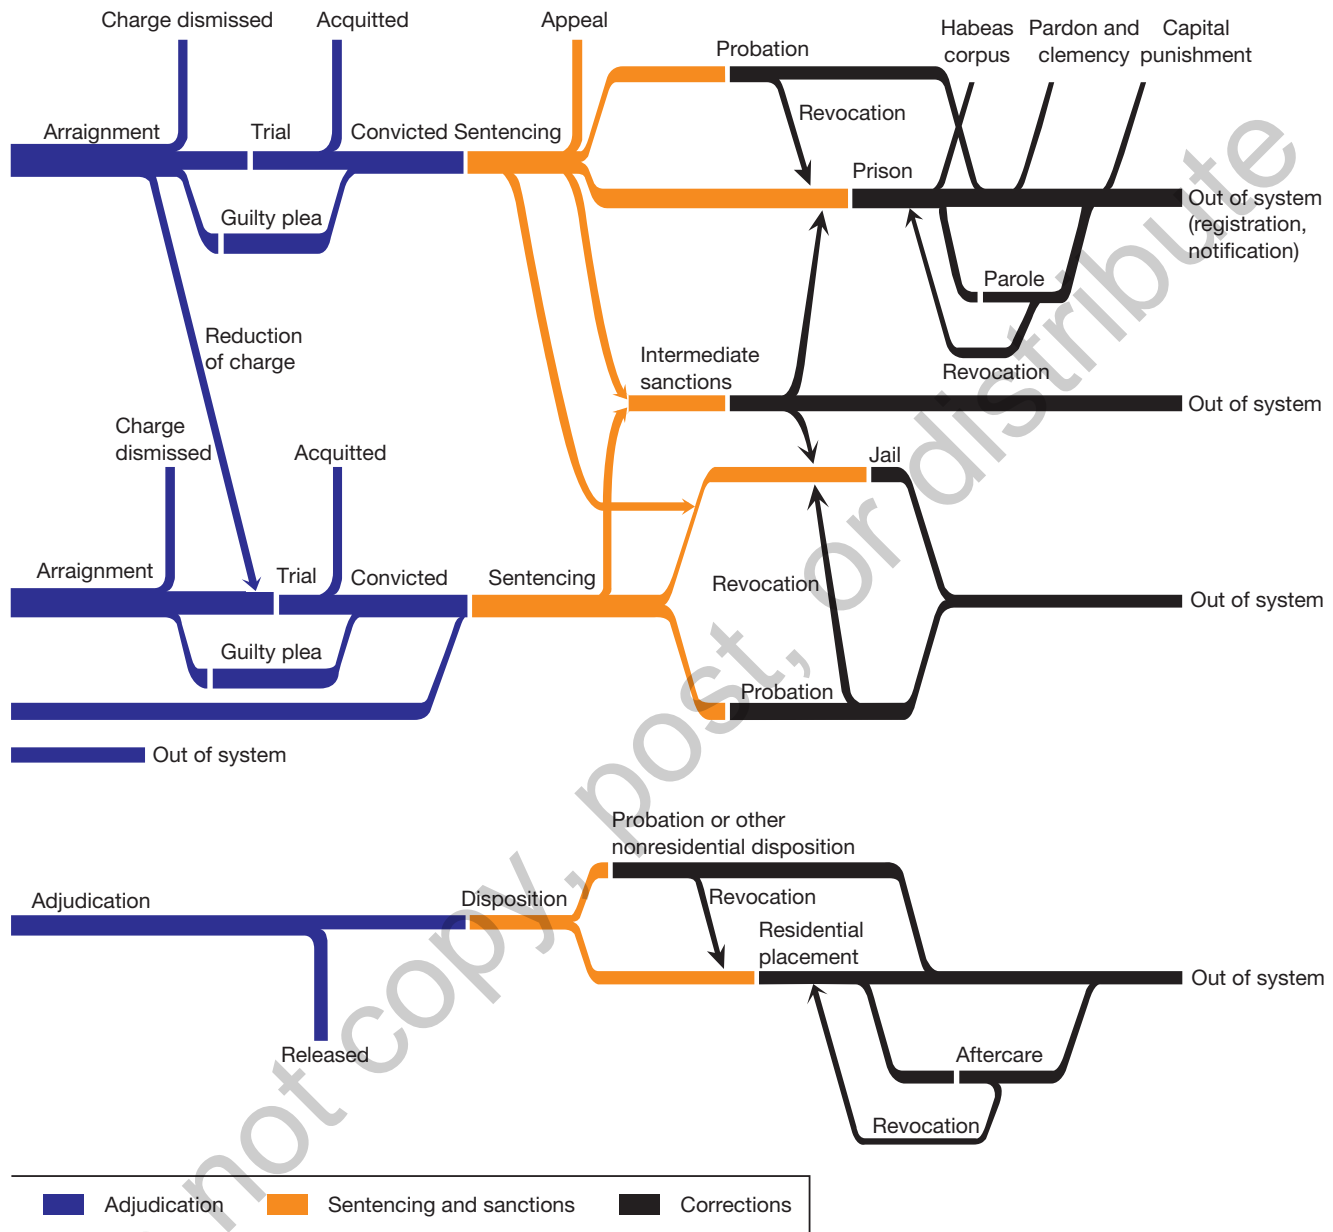 Charge dismissed
Acquitted
Appeal
Probation
Habeas
corpus
Pardon and
clemency
Capital
punishment
Arraignment
Trial
Convicted
Sentencing
Revocation
Prison
Guilty plea
Out of system
(registration,
notification)
Parole
Reduction
of charge
Intermediate
sanctions
Revocation
Out of system
Charge
dismissed
Acquitted
Jail
Arraignment
Trial
Convicted
Sentencing
Revocation
Out of system
Guilty plea
Probation
Out of system
Probation or other
nonresidential disposition
Adjudication
Disposition
Revocation
Residential
placement
Out of system
Released
Aftercare
Revocation
Adjudication
Sentencing and sanctions
Corrections
not copy, post, or distribute